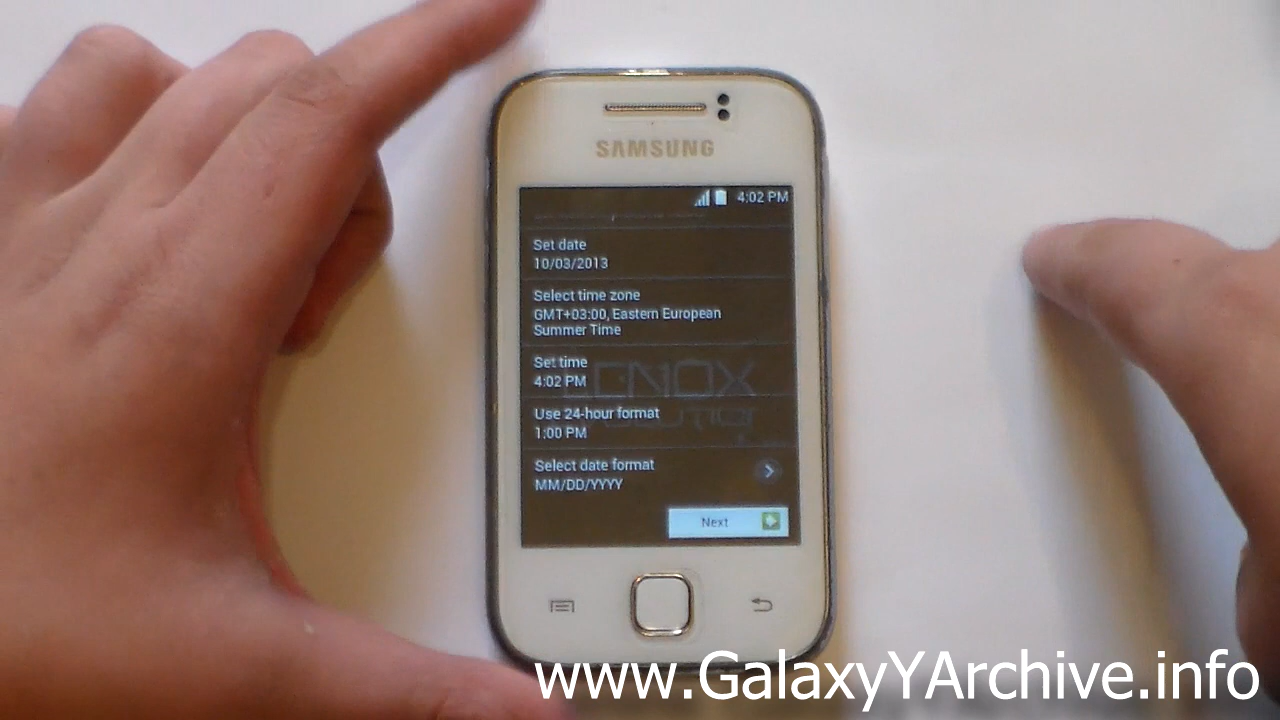 SAMSUNG
4:02 PM
Set date
10/03/2013
Select time zone
GMT+03:00, Eastern European
Summer Time
Set time
4:02 PM
Use 24-hour format
1:00 PM
Select date format
MM/DD/YYYY
Next
www.GalaxyYArchive.info